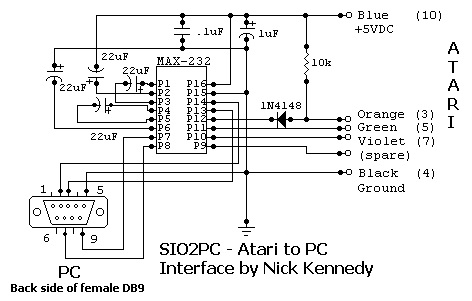 .1uF
1uF
Blue (10)
+5VDC
22uF
22uF
22uF
MAX-232
10k
ATARI
P1 P16
P2 P15
P3 P14
P4 P13
P5 P12
P6 P11
P7 P10
P8 P9
1N4148
22uF
Orange (3)
Green (5)
Violet (7)
(spare)
Black (4)
Ground
1 5
6 9
PC
Back side of female DB9
SIO2PC - Atari to PC
Interface by Nick Kennedy